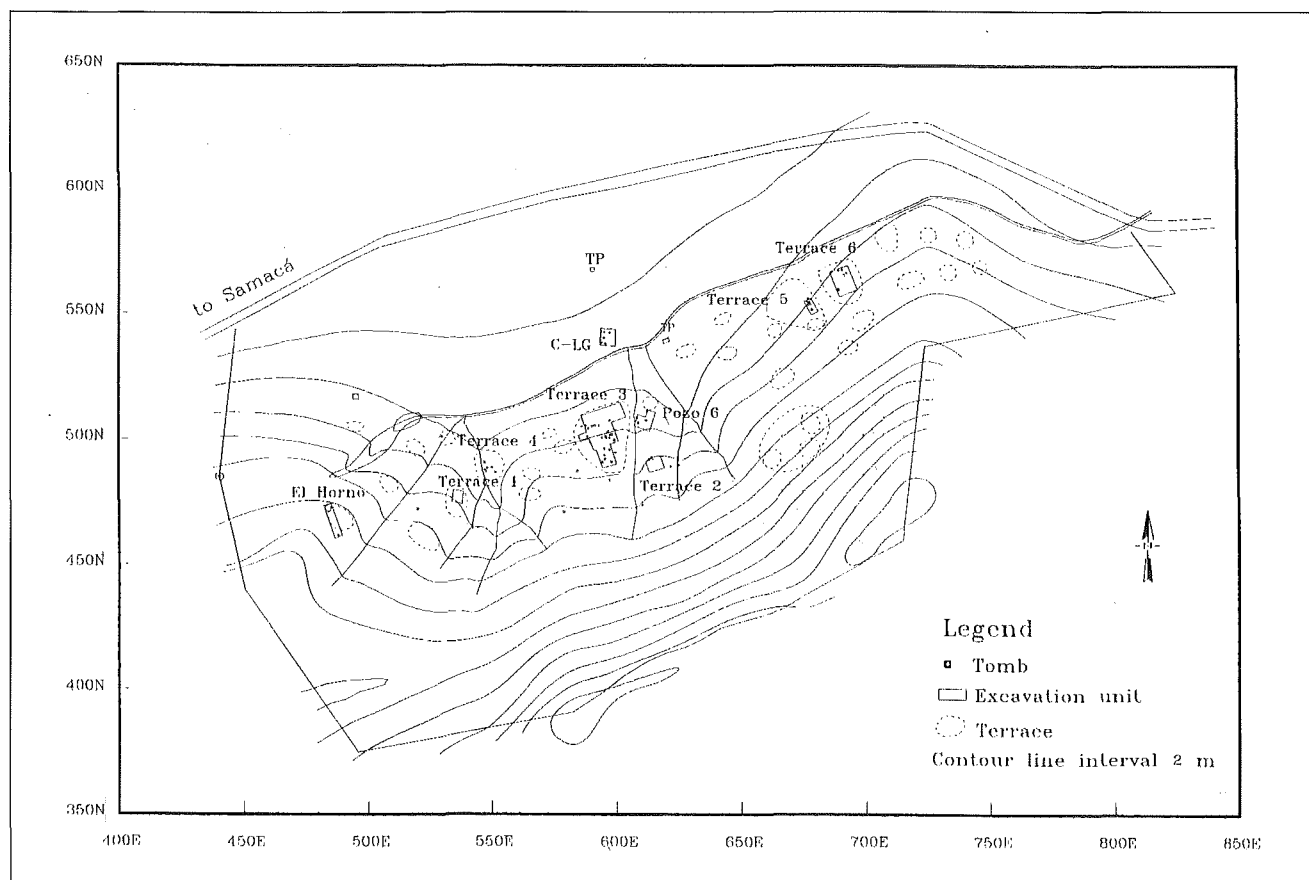 650N
600N
550N
500N
450N
400N
350N
to Samacá
TP
Terrace 6
Terrace 5
C-LG
TP
Terrace 3
Pozo 6
Terrace 4
Terrace 1
Terrace 2
El Horno
Legend
Tomb
Excavation unit
Terrace
Contour line interval 2 m
400E
450E
500E
550E
600E
650E
700E
750E
800E
850E